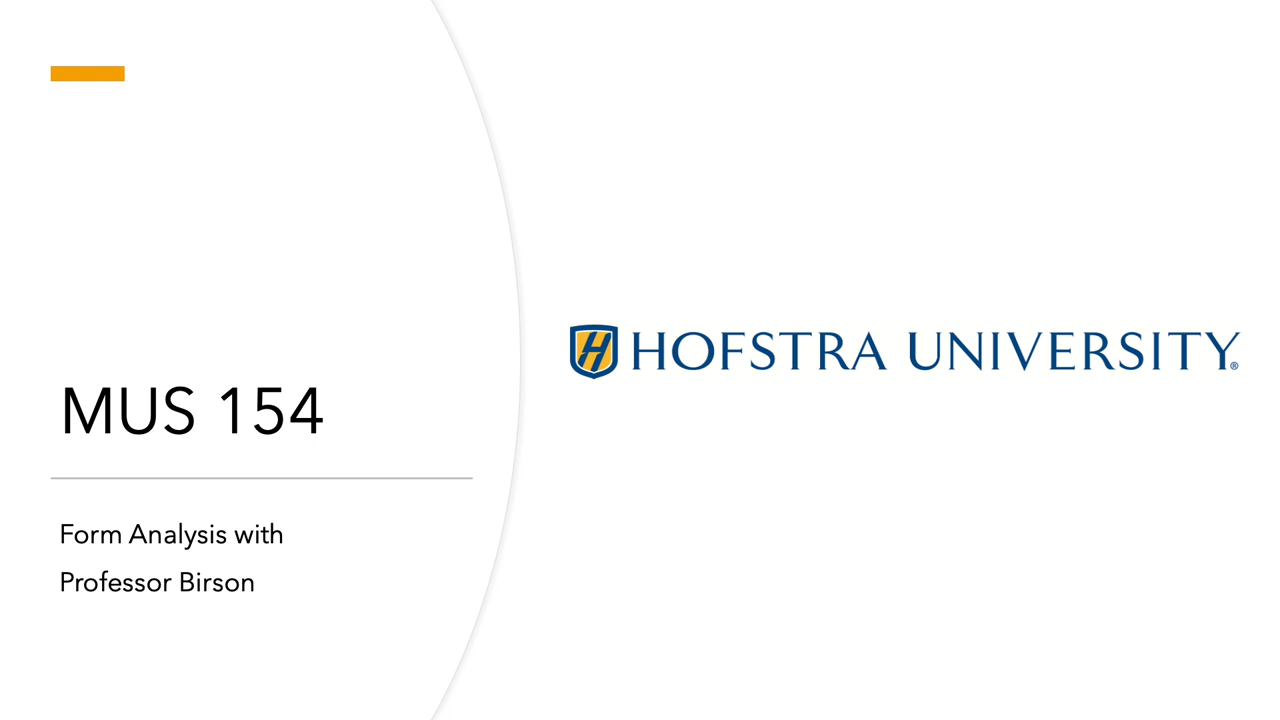 MUS 154
Form Analysis with
Professor Birson
H HOFSTRA UNIVERSITY®